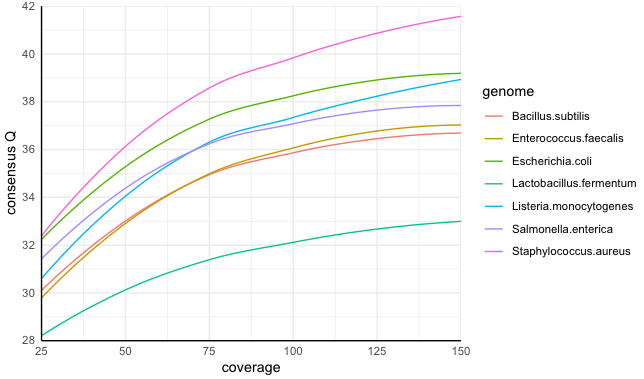 42
40
38
36
34
32
30
28
consensus Q
25 50 75 100 125 150
coverage
genome
Bacillus.subtilis
Enterococcus.faecalis
Escherichia.coli
Lactobacillus.fermentum
Listeria.monocytogenes
Salmonella.enterica
Staphylococcus.aureus